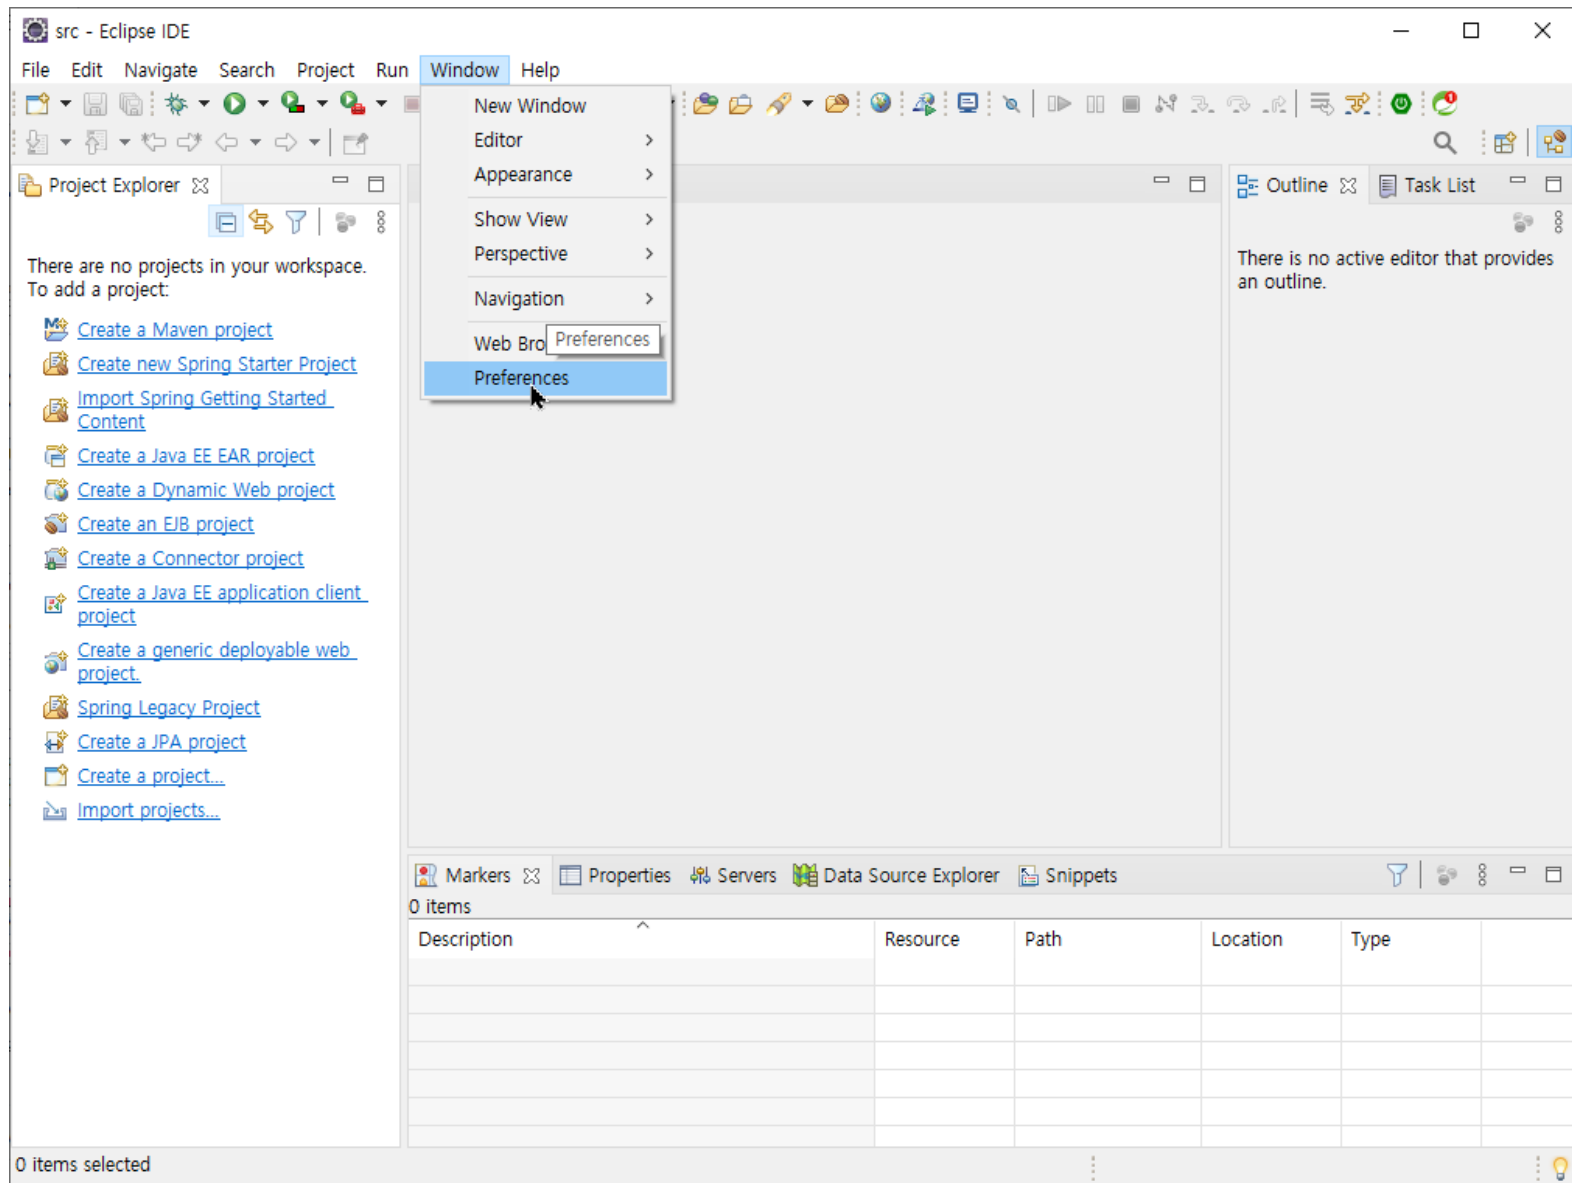 src - Eclipse IDE
File Edit Navigate Search Project Run Window Help
New Window
Editor
Appearance
Show View
Perspective
Navigation
Web Bro
Preferences
Preferences
Project Explorer
There are no projects in your workspace.
To add a project:
Create a Maven project
Create new Spring Starter Project
Import Spring Getting Started
Content
Create a Java EE EAR project
Create a Dynamic Web project
Create an EJB project
Create a Connector project
Create a Java EE application client
project
Create a generic deployable web
project.
Spring Legacy Project
Create a JPA project
Create a project...
Import projects...
Outline Task List
There is no active editor that provides
an outline.
Markers Properties Servers Data Source Explorer Snippets
0 items
Description Resource Path Location Type
0 items selected